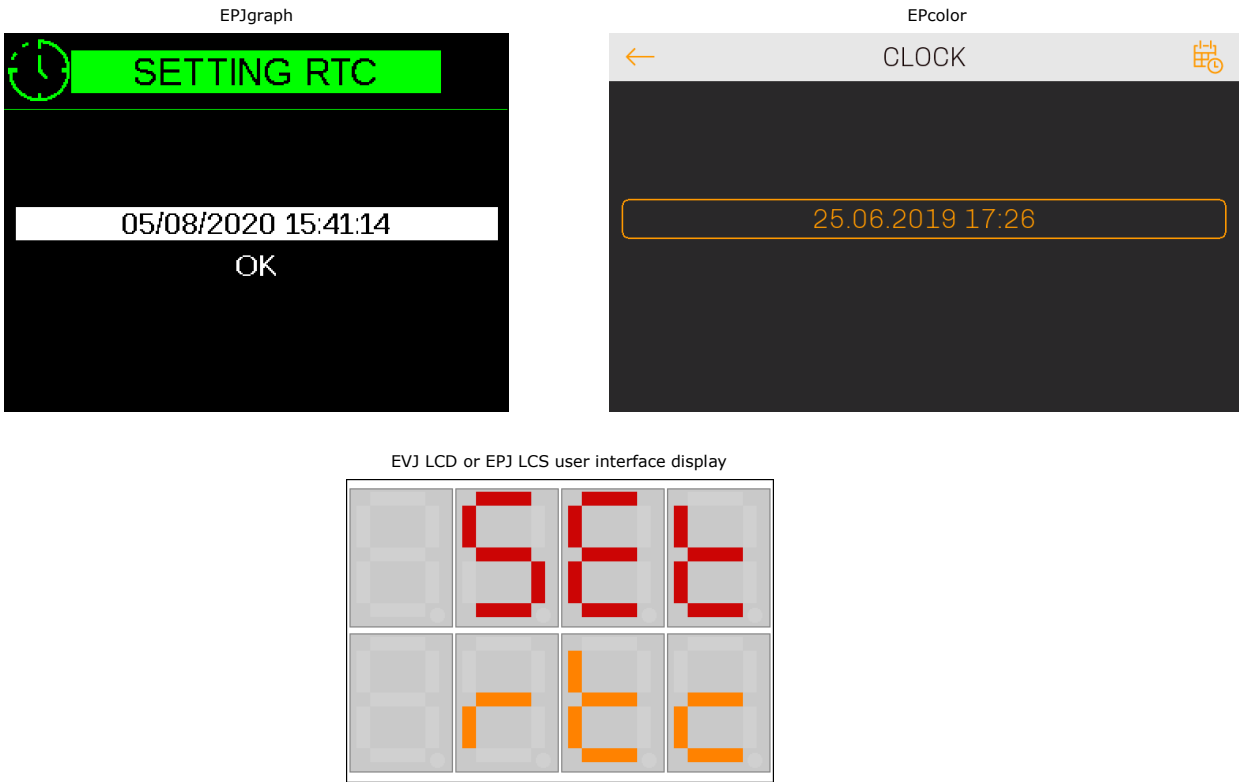 EPJgraph
SETTING RTC
05/08/2020 15:41:14
OK
EPcolor
CLOCK
25.06.2019 17:26
EVJ LCD or EPJ LCS user interface display
SEt
rtc